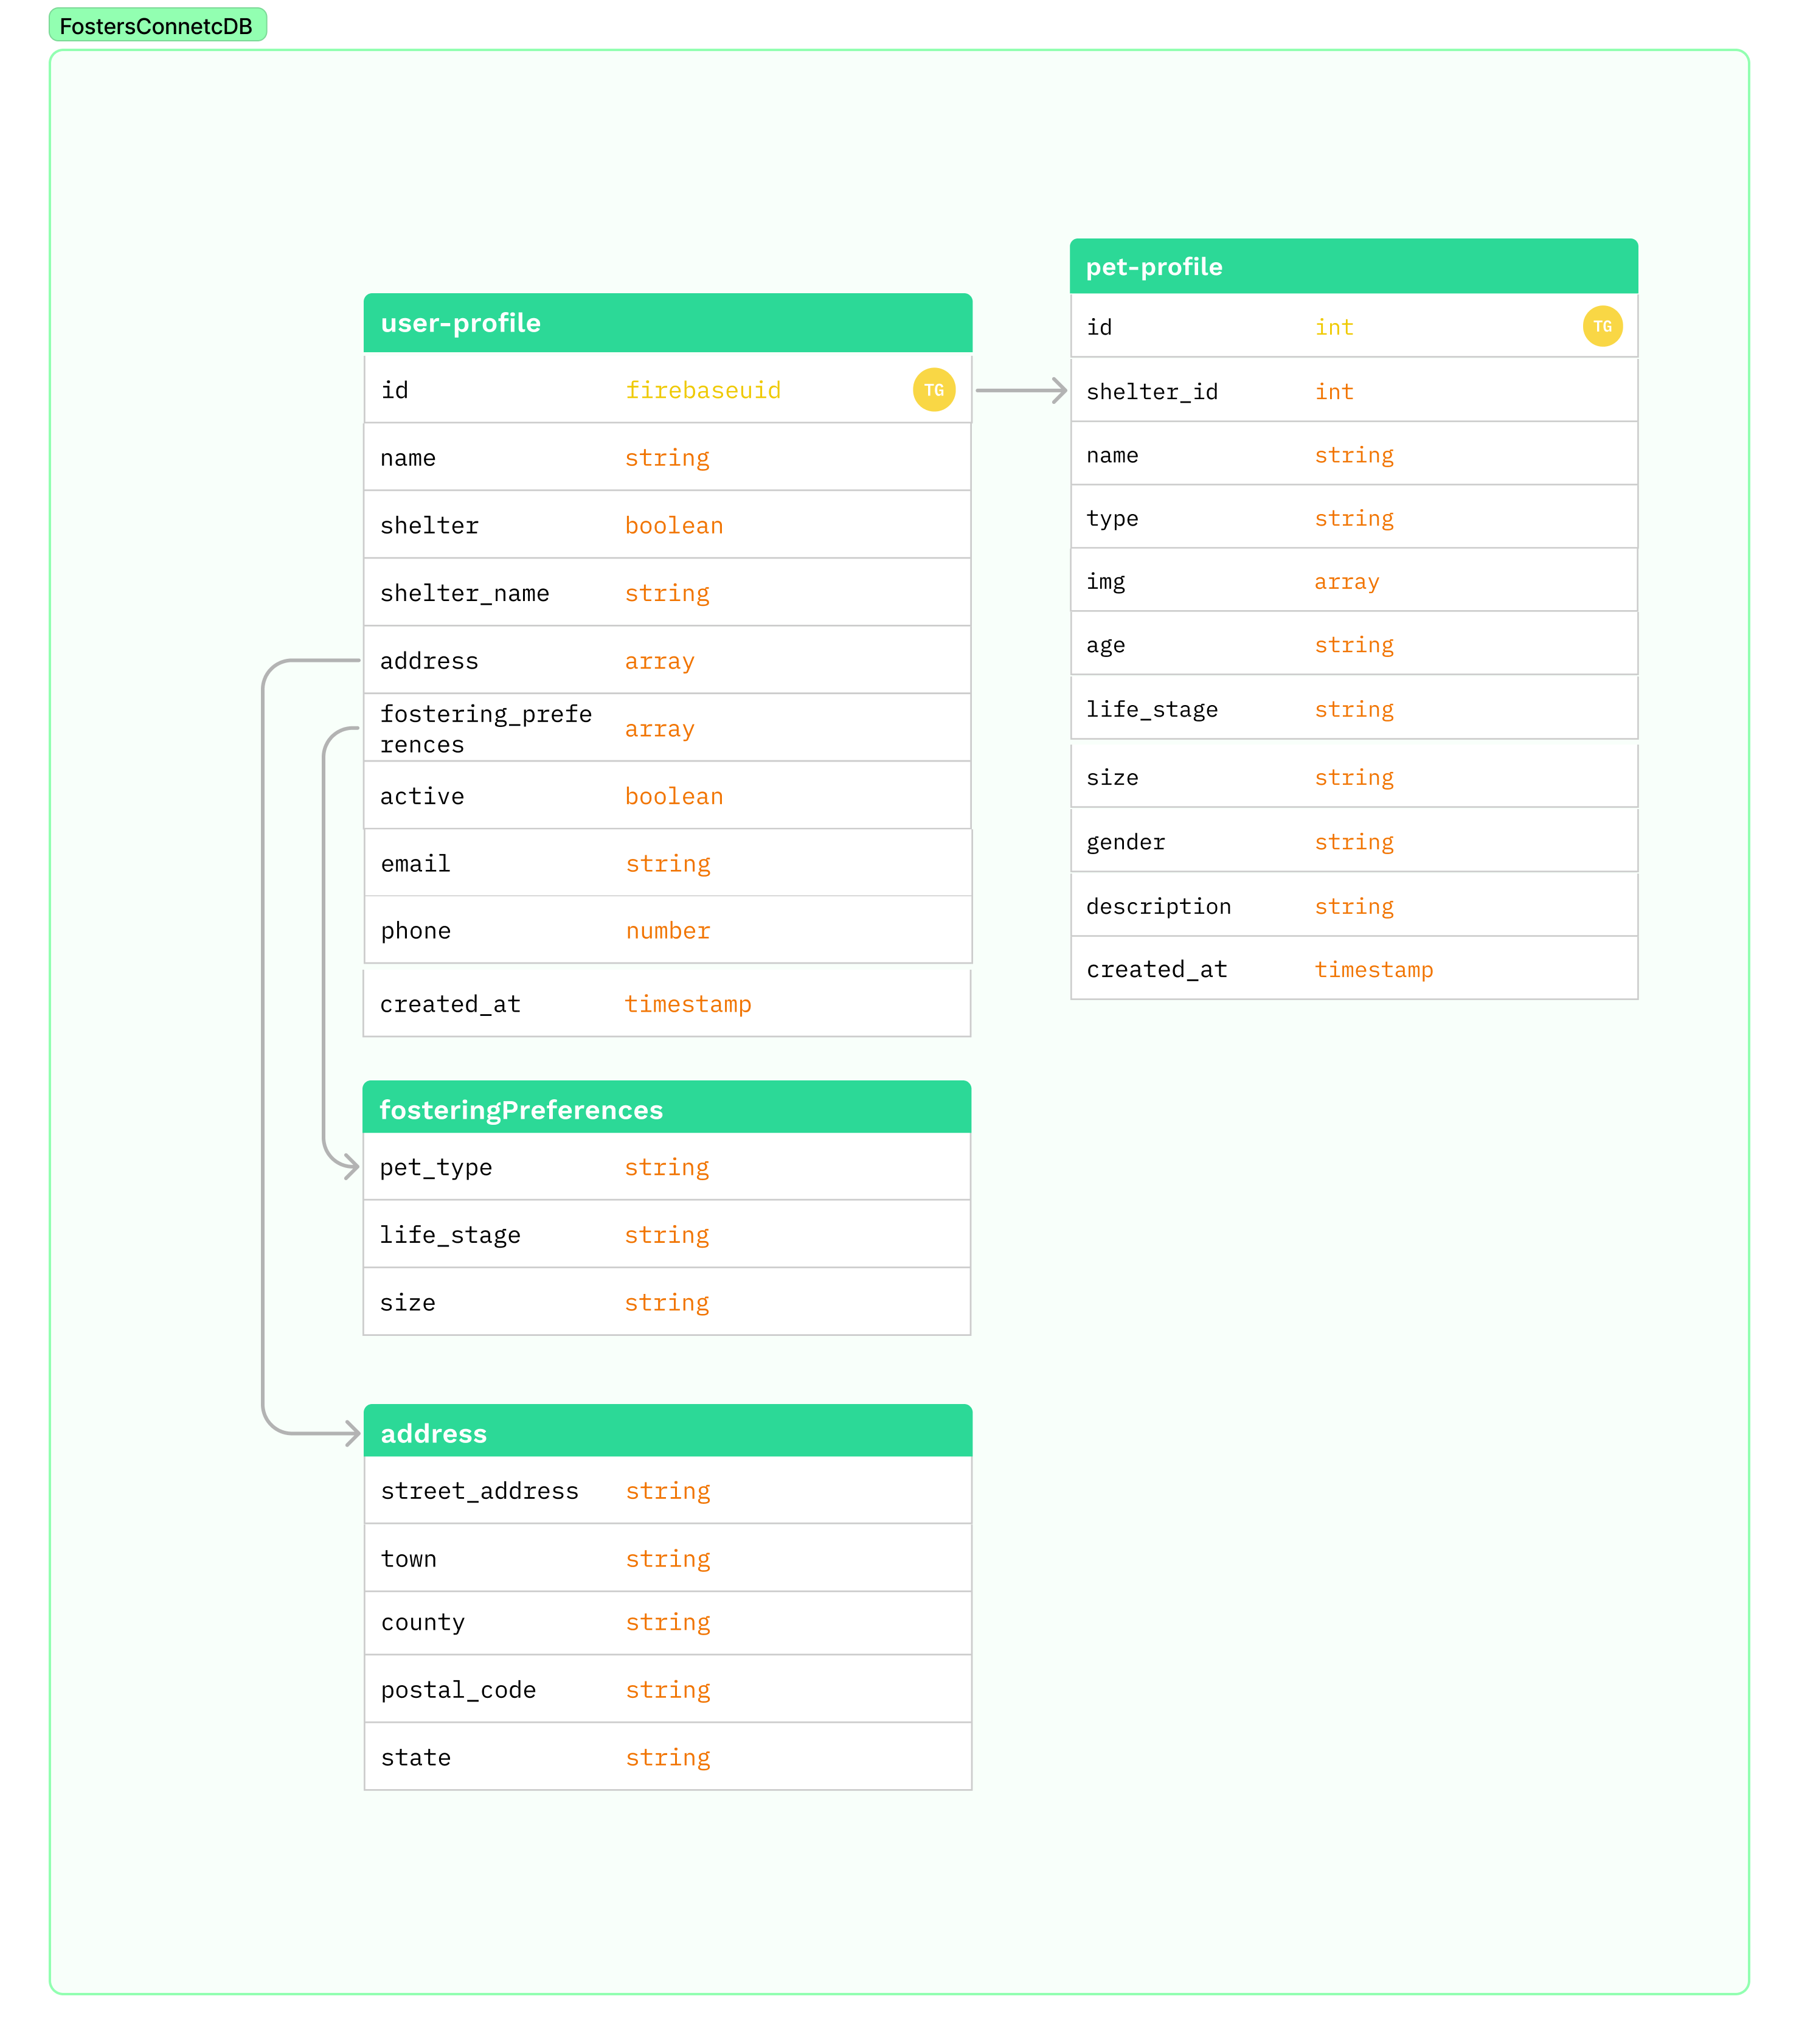 FostersConnetcDB
user-profile
id firebaseuid TG
name string
shelter boolean
shelter_name string
address array
fostering_prefe
rences array
active boolean
email string
phone number
created_at timestamp
pet-profile
id int TG
shelter_id int
name string
type string
img array
age string
life_stage string
size string
gender string
description string
created_at timestamp
fosteringPreferences
pet_type string
life_stage string
size string
address
street_address string
town string
county string
postal_code string
state string